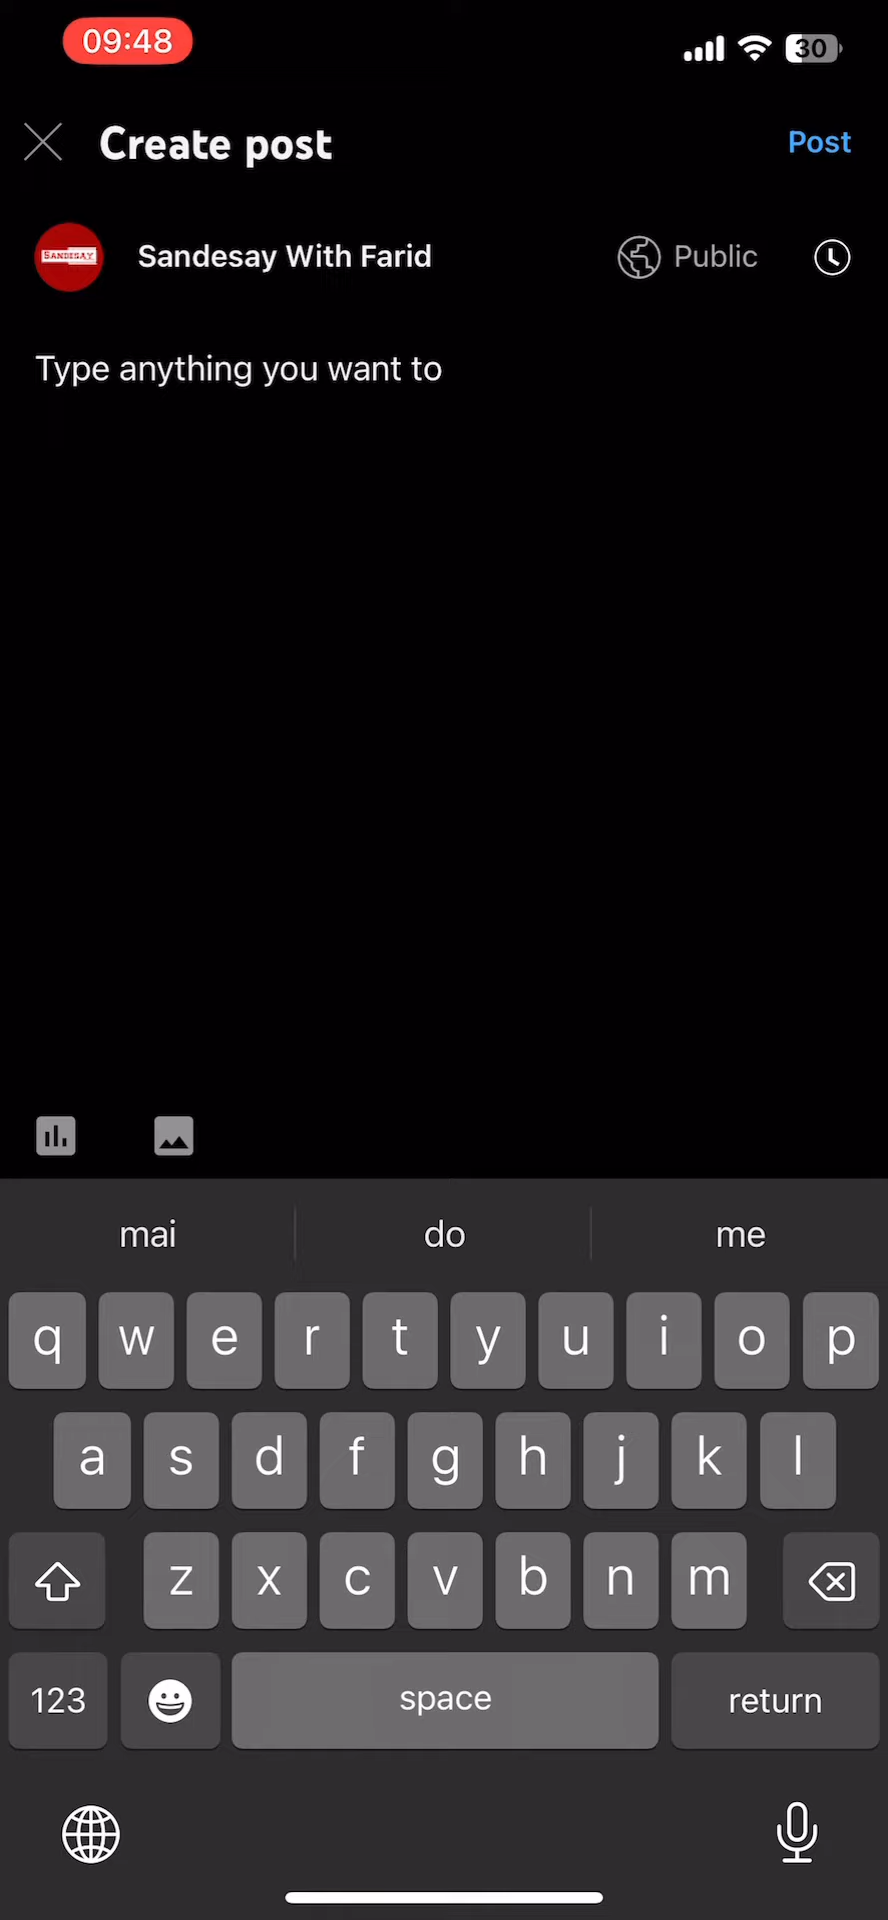 09:48
30
Create post
Post
SANDESAY
Sandesay With Farid
Public
Type anything you want to
mai
do
me
q w e r t y u i o p
a s d f g h j k l
z x c v b n m
123
space
return